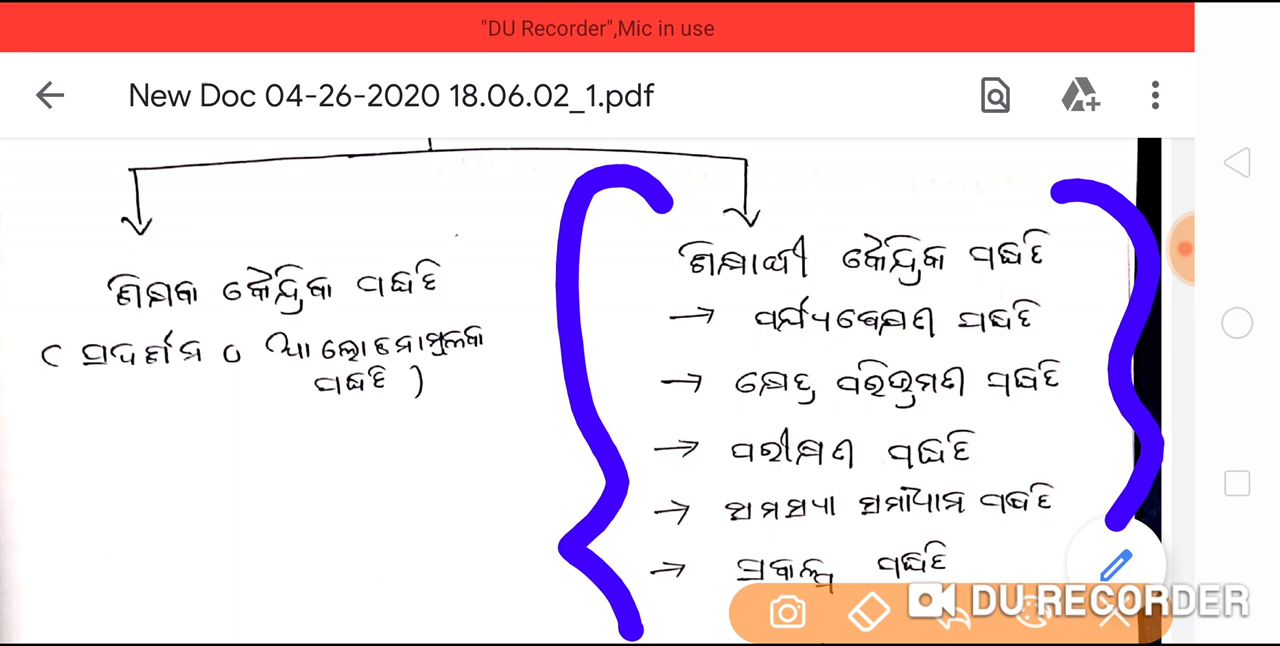 "DU Recorder",Mic in use
New Doc 04-26-2020 18.06.02_1.pdf
ଶିକ୍ଷକ କୈନ୍ଦ୍ରିକ ପଦ୍ଧତି
( ପ୍ରଦର୍ଶନ ଠ ଆଲୋଚନାମୂଳକ
ପଦ୍ଧତି )
ଶିକ୍ଷାର୍ଥୀ କୈନ୍ଦ୍ରିକ ପଦ୍ଧତି
→ ପର୍ଯ୍ୟବେକ୍ଷଣ ପଦ୍ଧତି
→ କ୍ଷେତ୍ର ପରିଭ୍ରମଣ ପଦ୍ଧତି
→ ପରୀକ୍ଷଣ ପଦ୍ଧତି
→ ସମସ୍ୟା ସମାଧାନ ପଦ୍ଧତି
→ ପ୍ରକଳ୍ପ ପଦ୍ଧତି
DU RECORDER